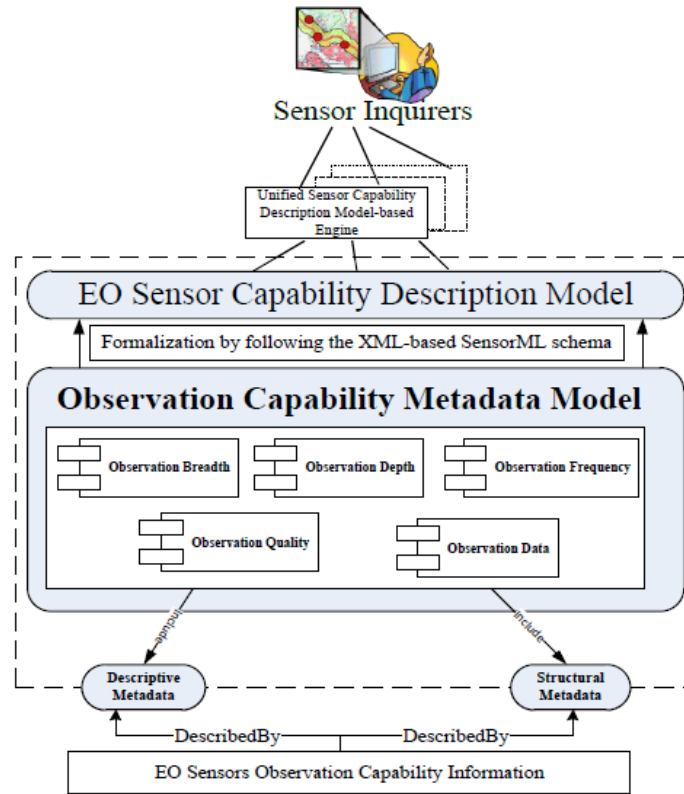 Sensor Inquirers
Unified Sensor Capability
Description Model-based
Engine
EO Sensor Capability Description Model
Formalization by following the XML-based SensorML schema
Observation Capability Metadata Model
Observation Breadth
Observation Depth
Observation Frequency
Observation Quality
Observation Data
include
include
Descriptive
Metadata
Structural
Metadata
DescribedBy
DescribedBy
EO Sensors Observation Capability Information